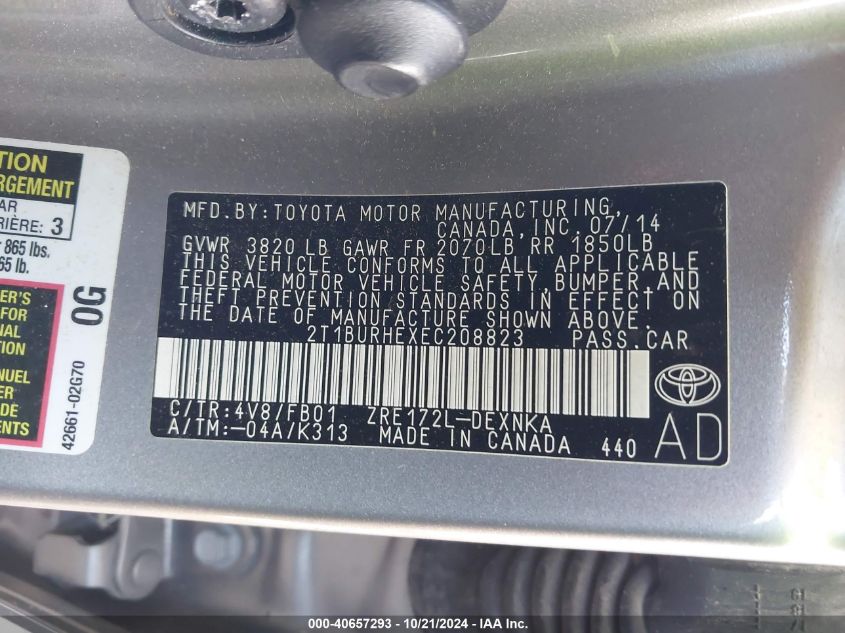 TION
RGEMENT
AR
RIÈRE: 3
865 lbs.
65 lb.
ER'S
FOR
NAL
TION
NUEL
DE
0G
42661-02G70
MFD.BY:TOYOTA MOTOR MANUFACTURING,
CANADA,INC.07/14
GVWR 3820 LB GAWR FR 2070LB, RR 1850LB
THIS VEHICLE CONFORMS TO ALL APPLICABLE
FEDERAL MOTOR VEHICLE SAFETY,BUMPER,AND
THEFT PREVENTION STANDARDS IN EFFECT ON
THE DATE OF MANUFACTURE SHOWN ABOVE.
2T1BURHEXEC208823 PASS.CAR
C/TR:4V8/FB01 ZRE172L-DEXNKA
A/TM:-04A/K313 MADE IN CANADA 440 AD
000-40657293 - 10/21/2024 - IAA Holdings, LLC.